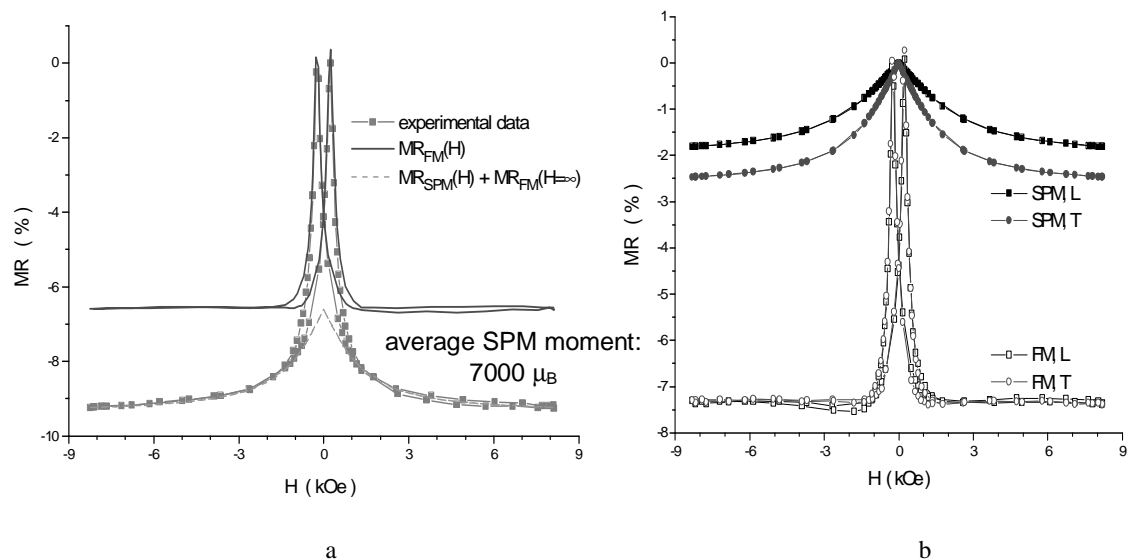 0
-2
-4
-6
-8
-10
MR (%)
experimental data
MR_FM(H)
MR_SPM(H) + MR_FM(H=∞)
average SPM moment:
7000 μ_B
-9 -6 -3 0 3 6 9
H (kOe)
a
1
0
-1
-2
-3
-4
-5
-6
-7
-8
MR (%)
SPM, L
SPM, T
FM, L
FM, T
-9 -6 -3 0 3 6 9
H (kOe)
b